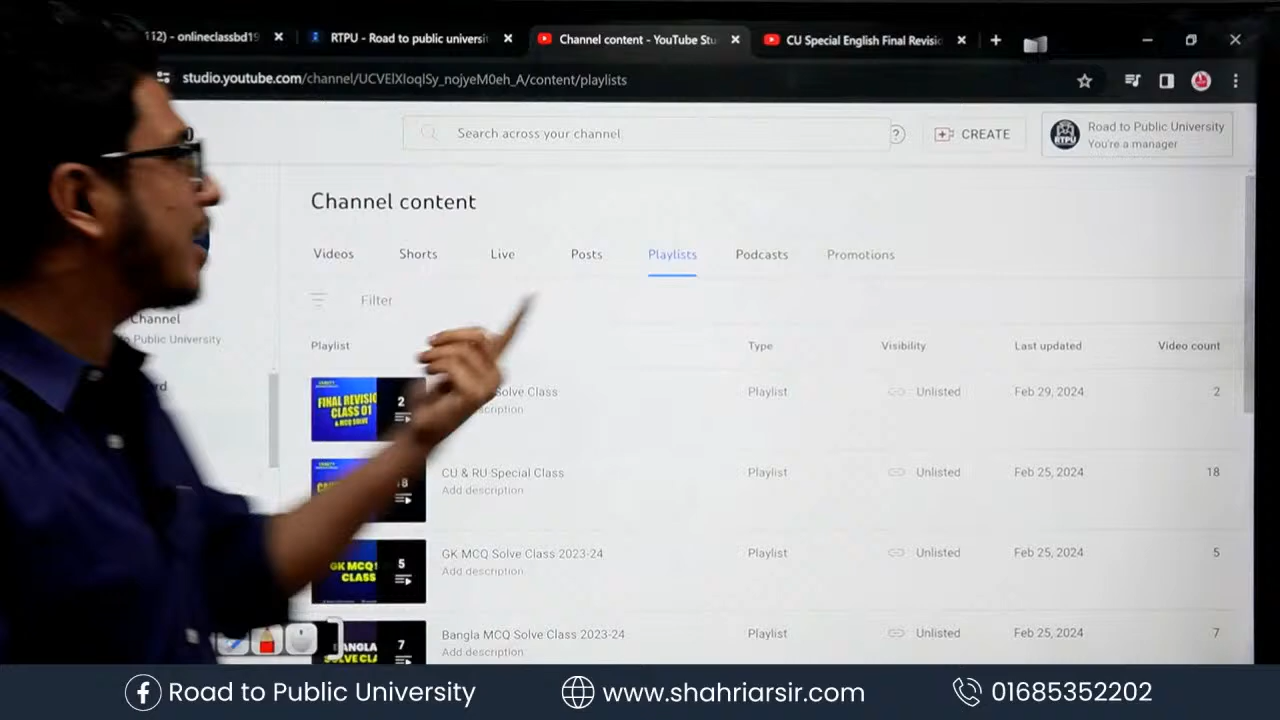 12) - onlineclassbd19
RTPU - Road to public universi
Channel content - YouTube Stu
CU Special English Final Revisio
studio.youtube.com/channel/UCVElXIoqlSy_nojyeM0eh_A/content/playlists
Search across your channel
?
CREATE
RTPU
Road to Public University
You're a manager
Channel content
Videos
Shorts
Live
Posts
Playlists
Podcasts
Promotions
Filter
Channel
Public University
Playlist
Type
Visibility
Last updated
Video count
FINAL REVISIO
CLASS 01
& MCQ SOLVE
2
Solve Class
Playlist
Unlisted
Feb 29, 2024
2
CU & RU Special Class
Add description
Playlist
Unlisted
Feb 25, 2024
18
GK MCQ
CLASS
5
GK MCQ Solve Class 2023-24
Add description
Playlist
Unlisted
Feb 25, 2024
5
7
Bangla MCQ Solve Class 2023-24
Add description
Playlist
Unlisted
Feb 25, 2024
7
Road to Public University
www.shahriarsir.com
01685352202